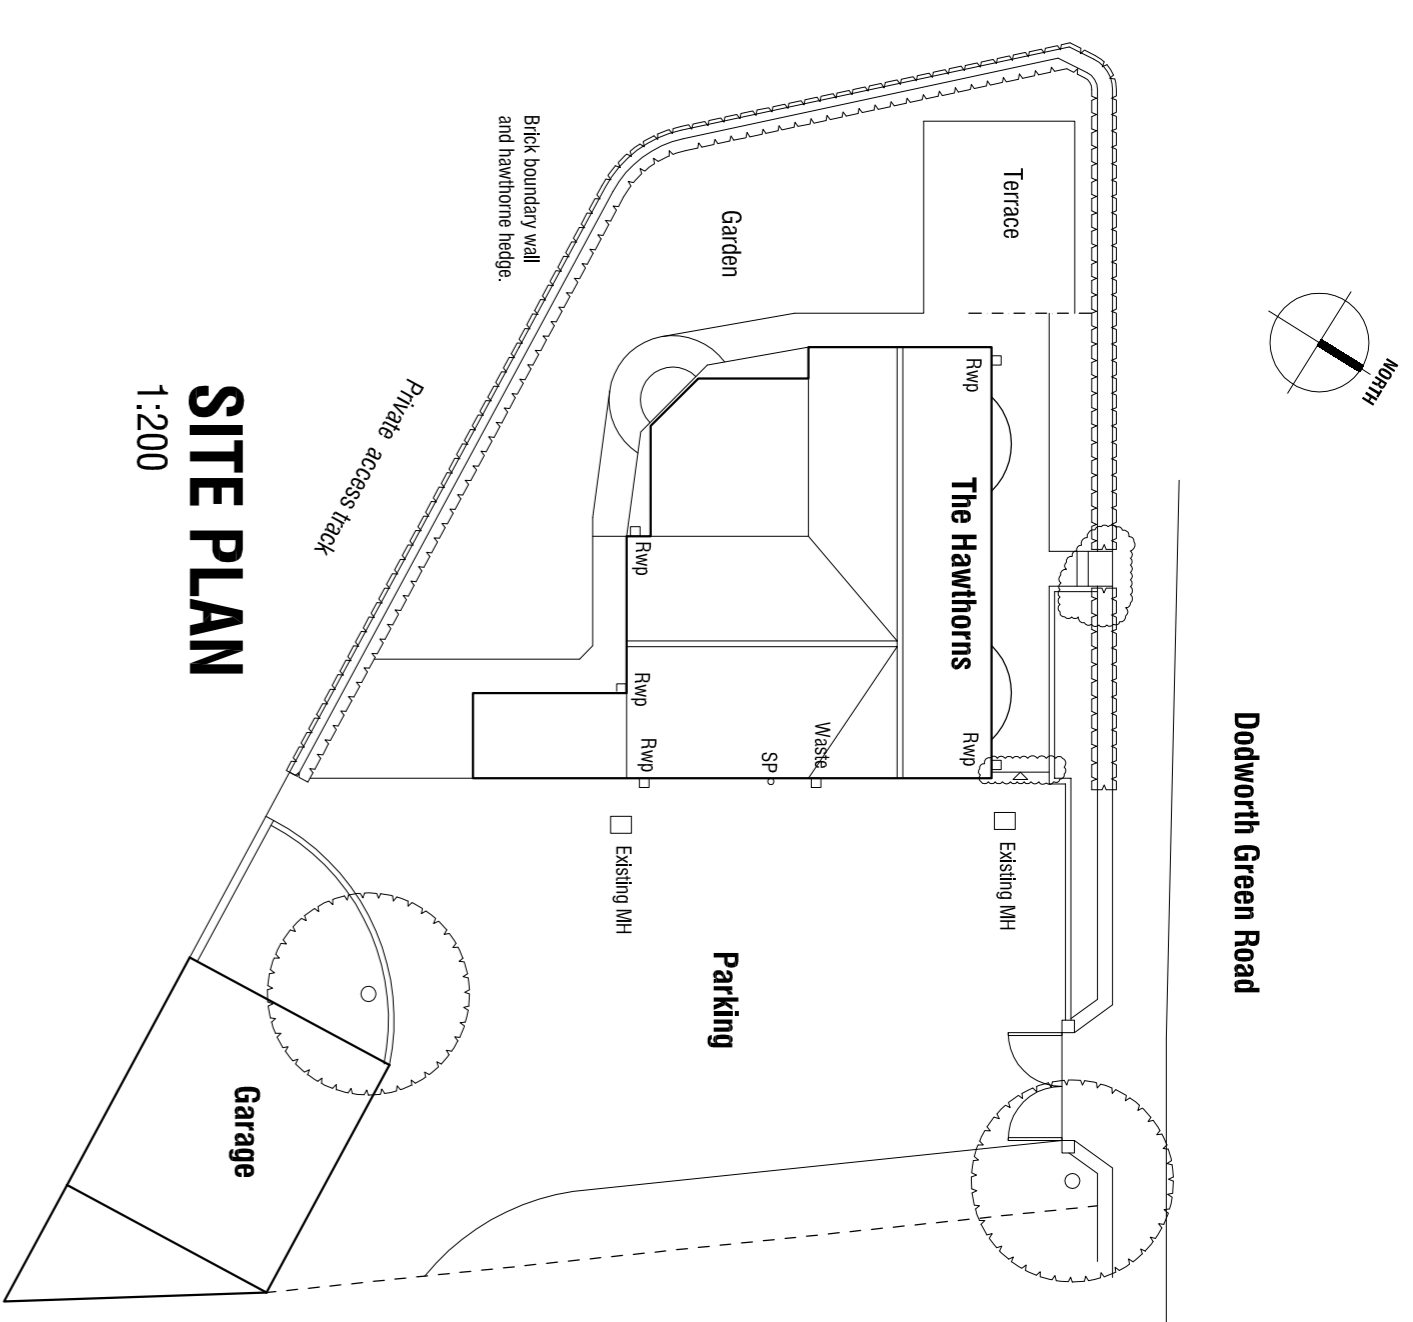 NORTH
Dodworth Green Road
Terrace
Rwp
The Hawthorns
Rwp
Existing MH
Waste
SP
Garden
Parking
Rwp
Rwp
Rwp
Existing MH
Brick boundary wall
and hawthorne hedge.
Private access track
Garage
SITE PLAN
1:200